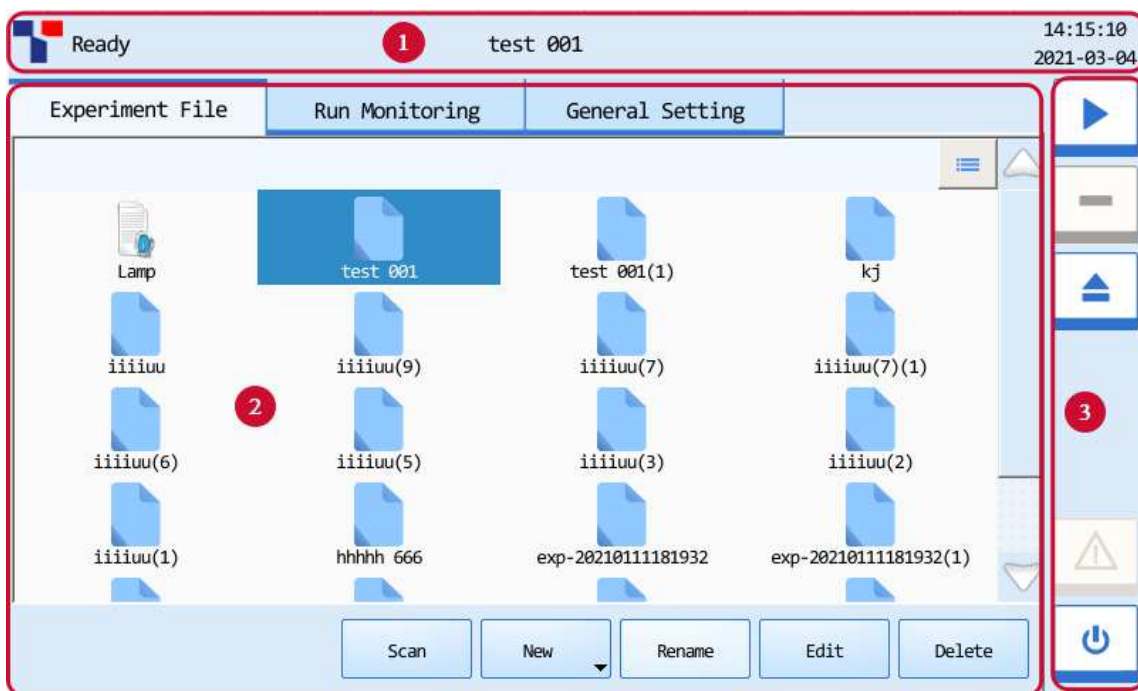 Ready 1 test 001 14:15:10
2021-03-04
Experiment File Run Monitoring General Setting
Lamp test 001 test 001(1) kj
iiiiuu iiiiuu(9) iiiiuu(7) iiiiuu(7)(1)
2 3
iiiiuu(6) iiiiuu(5) iiiiuu(3) iiiiuu(2)
iiiiuu(1) hhhhh 666 exp-20210111181932 exp-20210111181932(1)
Scan New Rename Edit Delete